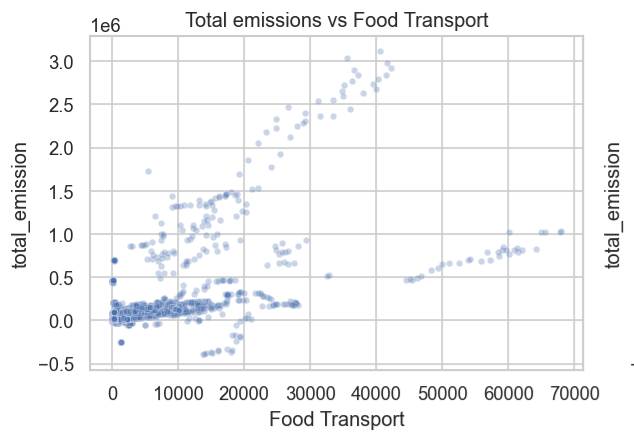 Total emissions vs Food Transport
1e6
3.0
2.5
2.0
1.5
1.0
0.5
0.0
−0.5
total_emission
total_emission
0 10000 20000 30000 40000 50000 60000 70000
Food Transport